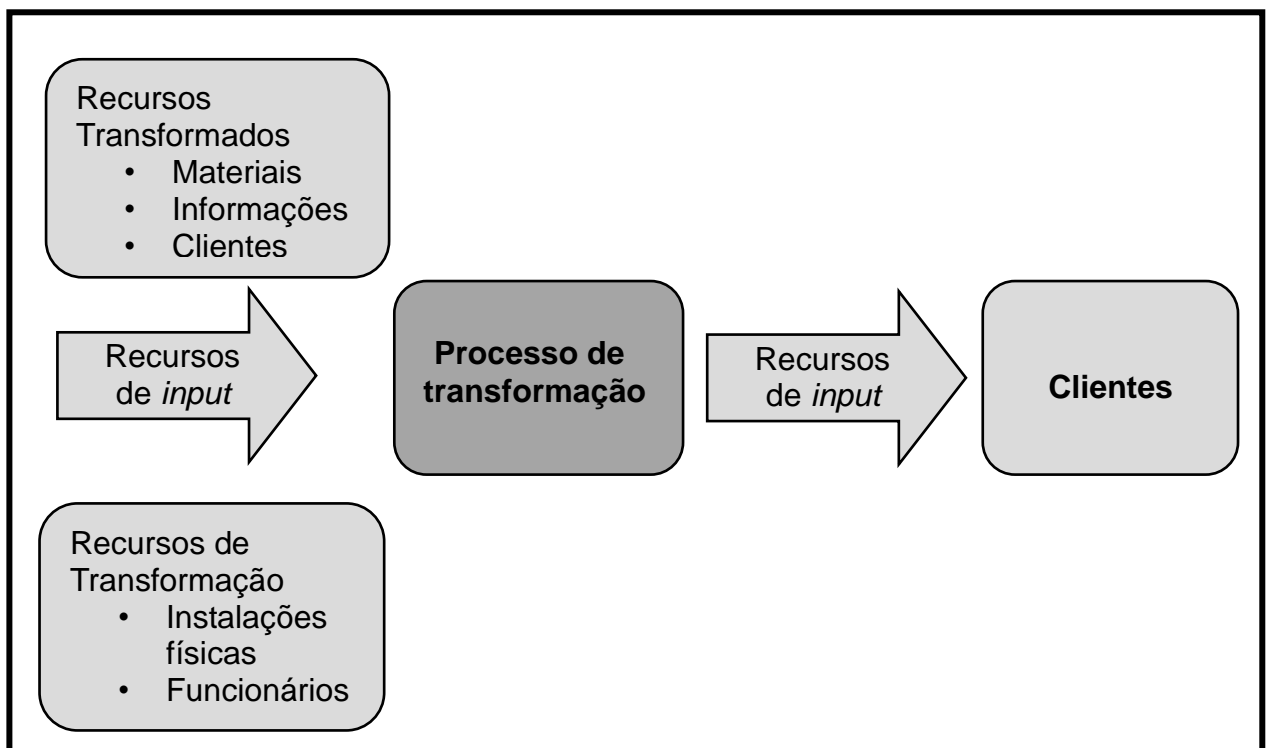 Recursos
Transformados
• Materiais
• Informações
• Clientes
Recursos
de input
Processo de
transformação
Recursos
de input
Clientes
Recursos de
Transformação
• Instalações
físicas
• Funcionários